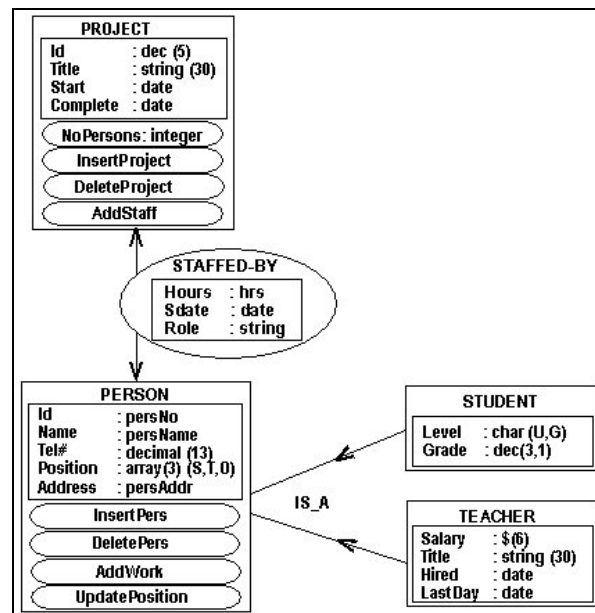 PROJECT
Id : dec (5)
Title : string (30)
Start : date
Complete : date
NoPersons: integer
InsertProject
DeleteProject
AddStaff
STAFFED-BY
Hours : hrs
Sdate : date
Role : string
PERSON
Id : persNo
Name : persName
Tel# : decimal (13)
Position : array(3) (S,T,O)
Address : persAddr
InsertPers
DeletePers
AddWork
UpdatePosition
IS_A
STUDENT
Level : char (U,G)
Grade : dec(3,1)
TEACHER
Salary : $(6)
Title : string (30)
Hired : date
LastDay : date